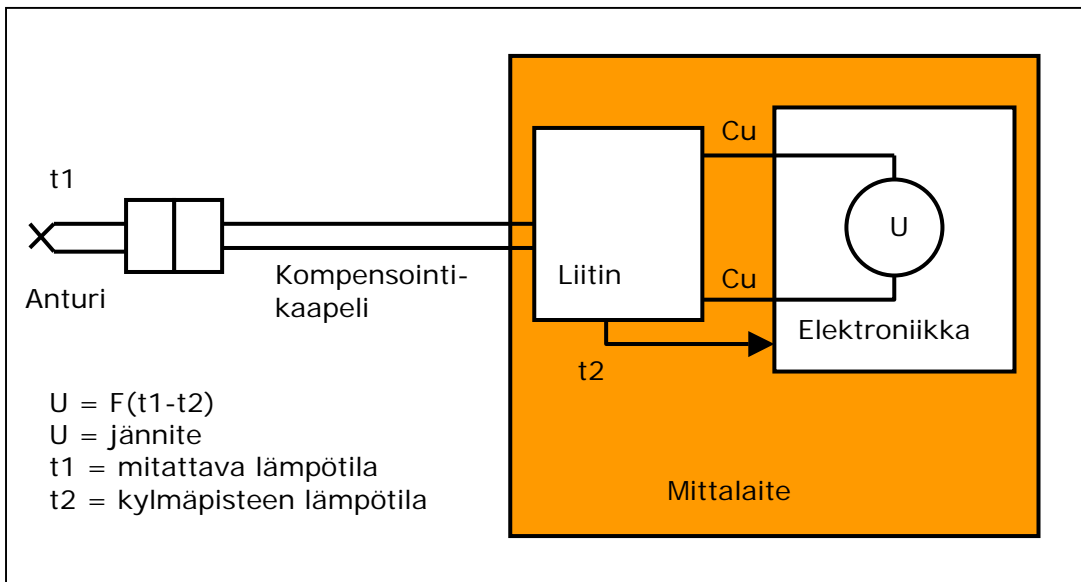 t1
Anturi
Kompensointi-
kaapeli
Liitin
Cu
Cu
U
Elektroniikka
t2
Mittalaite
U = F(t1-t2)
U = jännite
t1 = mitattava lämpötila
t2 = kylmäpisteen lämpötila